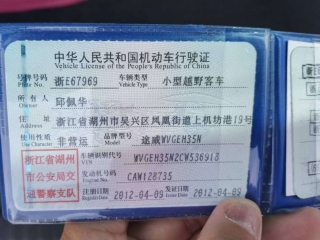 中华人民共和国机动车行驶证
Vehicle License of the People's Republic of China
号牌号码 浙E67969 车辆类型 小型越野客车
Plate No. Vehicle Type
所有人 邱佩华
Owner
住址 浙江省湖州市吴兴区凤凰街道上机坊港19号
Address
使用性质 非营运 品牌型号 途威WVGEH35N
Use Character Model
浙江省湖州市公安局交通警察支队
车辆识别代号 WVGEH35N2CW536918
VIN
发动机号码 CAW128735
Engine No.
注册日期 2012-04-09 发证日期 2012-04-09
Register Date Issue Date